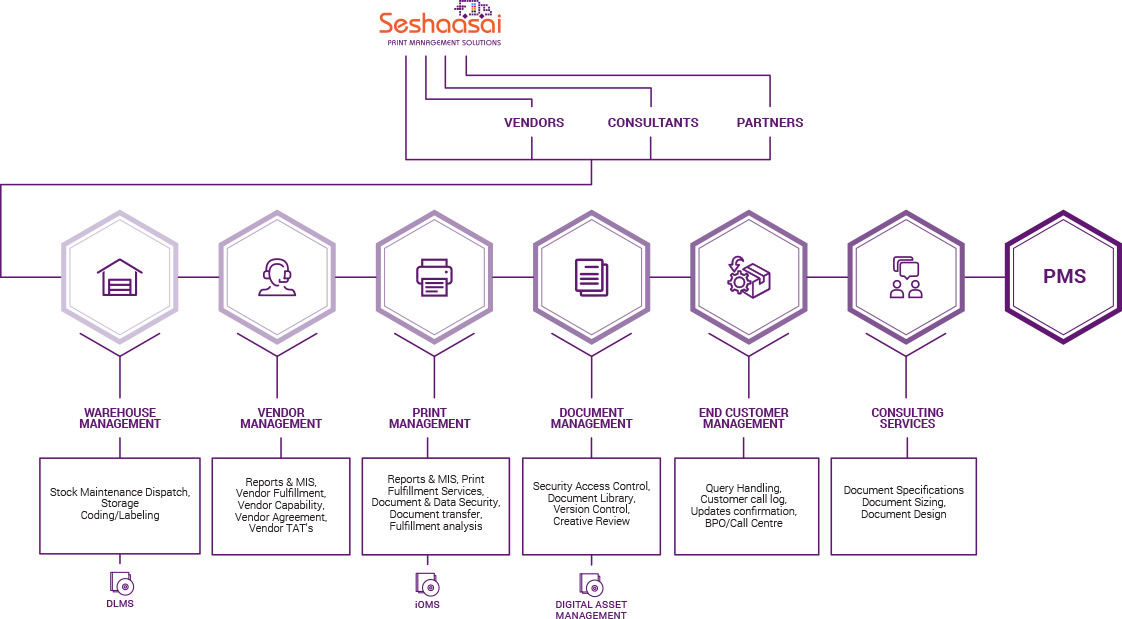 Seshaasai
PRINT MANAGEMENT SOLUTIONS
VENDORS
CONSULTANTS
PARTNERS
PMS
WAREHOUSE
MANAGEMENT
Stock Maintenance Dispatch,
Storage
Coding/Labeling
DLMS
VENDOR
MANAGEMENT
Reports & MIS,
Vendor Fulfillment,
Vendor Capability,
Vendor Agreement,
Vendor TAT's
PRINT
MANAGEMENT
Reports & MIS, Print
Fulfillment Services,
Document & Data Security,
Document transfer,
Fulfillment analysis
iOMS
DOCUMENT
MANAGEMENT
Security Access Control,
Document Library,
Version Control,
Creative Review
DIGITAL ASSET
MANAGEMENT
END CUSTOMER
MANAGEMENT
Query Handling,
Customer call log,
Updates confirmation,
BPO/Call Centre
CONSULTING
SERVICES
Document Specifications
Document Sizing,
Document Design